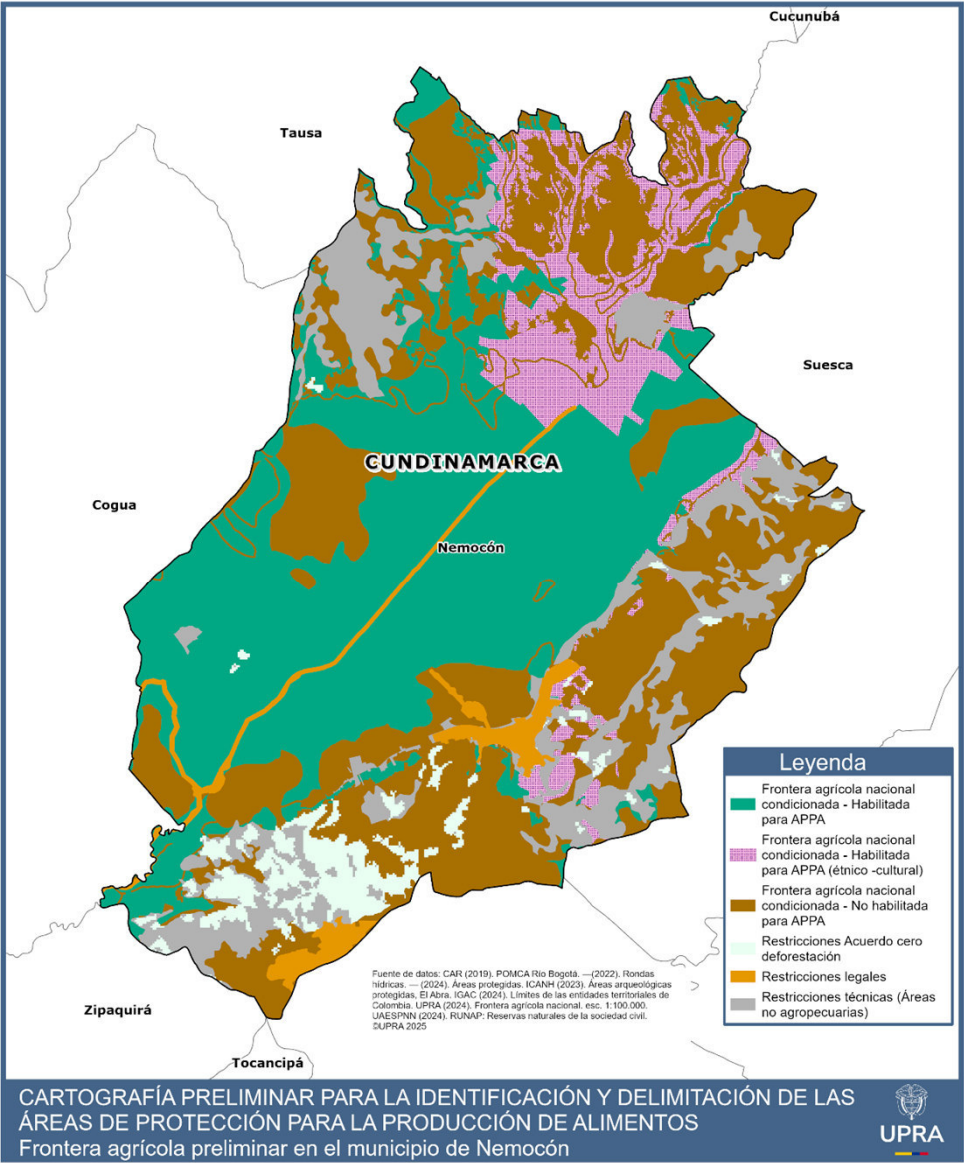 Cucunubá
Tausa
Suesca
CUNDINAMARCA
Cogua
Nemocón
Leyenda
Frontera agrícola nacional
condicionada - Habilitada
para APPA
Frontera agrícola nacional
condicionada - Habilitada
para APPA (étnico -cultural)
Frontera agrícola nacional
condicionada - No habilitada
para APPA
Restricciones Acuerdo cero
deforestación
Restricciones legales
Restricciones técnicas (Áreas
no agropecuarias)
Fuente de datos: CAR (2019). POMCA Rio Bogotá. —(2022). Rondas
hídricas. — (2024). Áreas protegidas. ICANH (2023). Áreas arqueológicas
protegidas, El Abra. IGAC (2024). Límites de las entidades territoriales de
Colombia. UPRA (2024). Frontera agrícola nacional. esc. 1:100.000.
UAESPNN (2024). RUNAP: Reservas naturales de la sociedad civil.
©UPRA 2025
Zipaquirá
Tocancipá
CARTOGRAFÍA PRELIMINAR PARA LA IDENTIFICACIÓN Y DELIMITACIÓN DE LAS
ÁREAS DE PROTECCIÓN PARA LA PRODUCCIÓN DE ALIMENTOS
Frontera agrícola preliminar en el municipio de Nemocón
UPRA